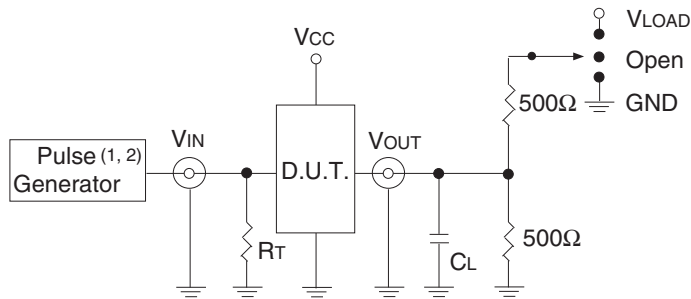 VLOAD
VCC
Open
500Ω
GND
VIN
VOUT
Pulse (1, 2)
Generator
D.U.T.
RT
CL
500Ω